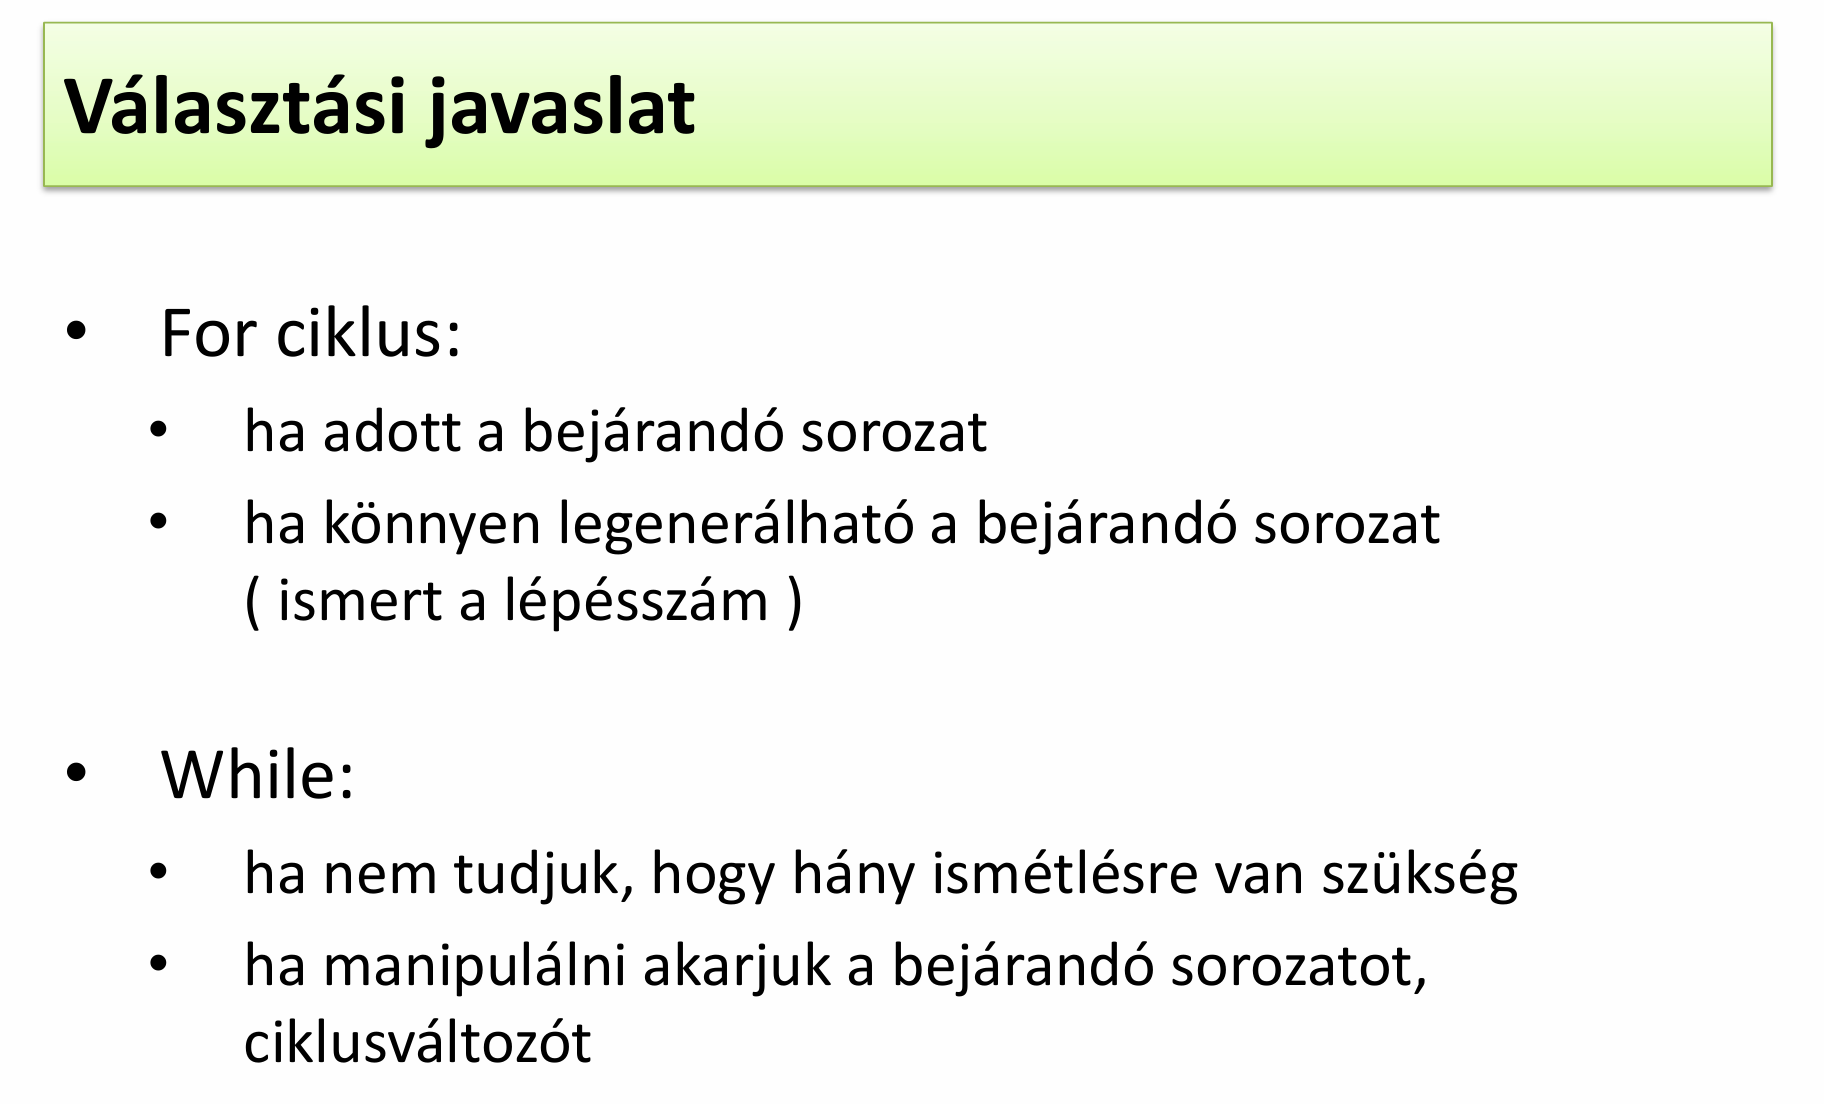 Választási javaslat
• For ciklus:
• ha adott a bejárandó sorozat
• ha könnyen legenerálható a bejárandó sorozat
( ismert a lépésszám )
• While:
• ha nem tudjuk, hogy hány ismétlésre van szükség
• ha manipulálni akarjuk a bejárandó sorozatot,
ciklusváltozót